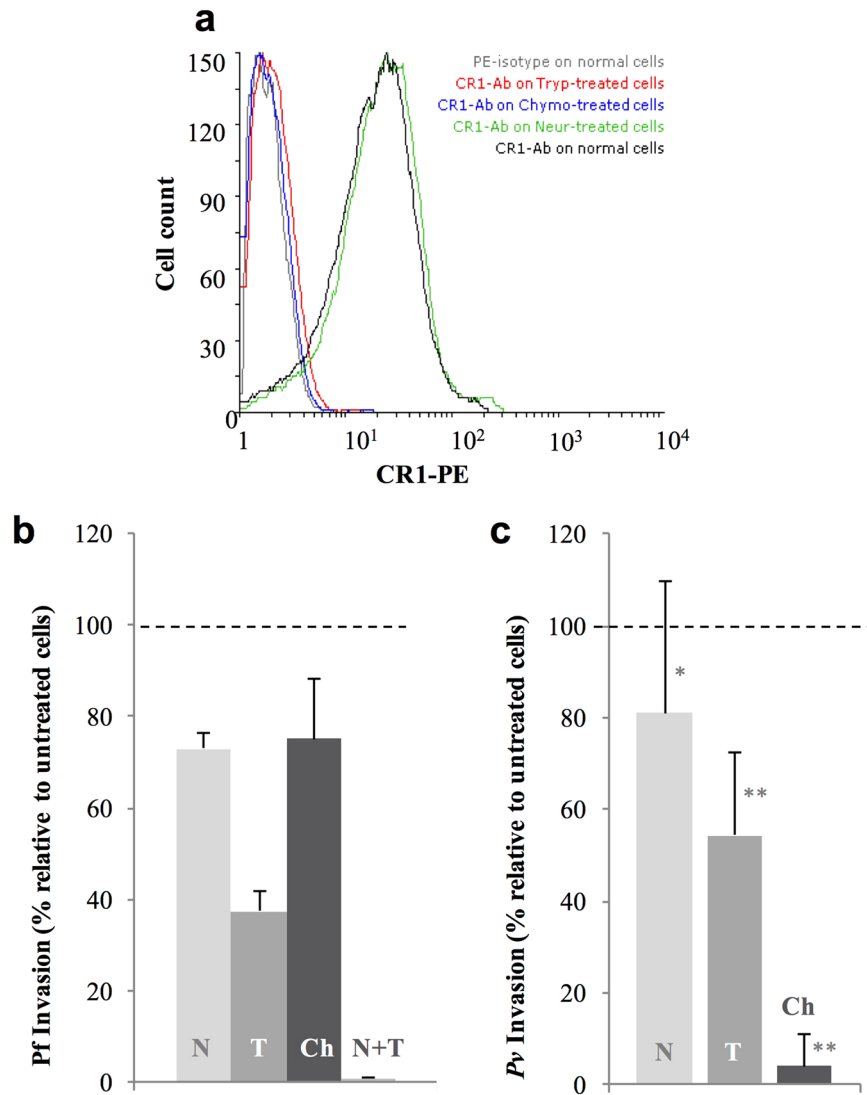 a
150
120
90
60
30
0
Cell count
PE-isotype on normal cells
CR1-Ab on Tryp-treated cells
CR1-Ab on Chymo-treated cells
CR1-Ab on Neur-treated cells
CR1-Ab on normal cells
1 10¹ 10² 10³ 10⁴
CR1-PE
b
120
100
80
60
40
20
0
Pf Invasion (% relative to untreated cells)
N T Ch N+T
c
120
100
80
60
40
20
0
Pv Invasion (% relative to untreated cells)
*
**
Ch
**
N T